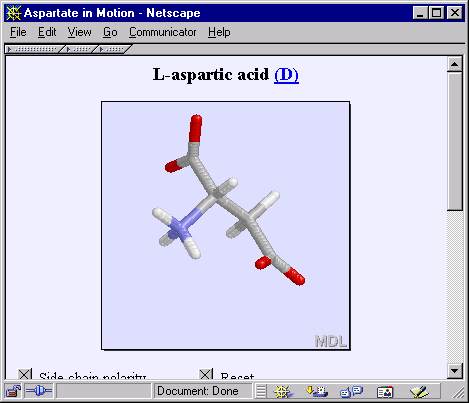 Aspartate in Motion - Netscape
File Edit View Go Communicator Help
L-aspartic acid (D)
MDL
Side chain polarity Reset
Document: Done